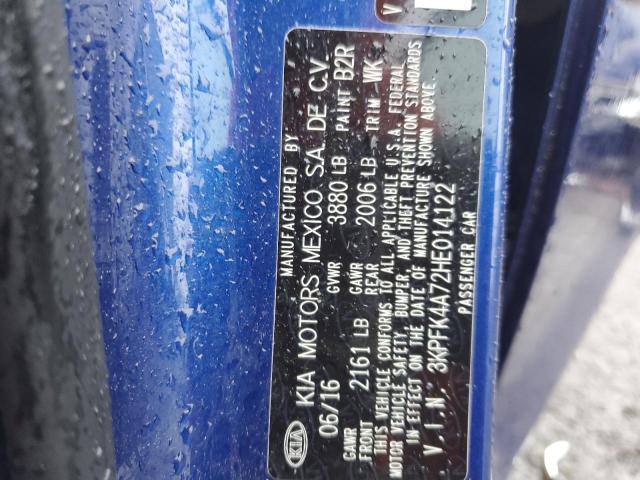 MANUFACTURED BY
KIA KIA MOTORS MEXICO S.A. DE C.V.
06/16 GVWR 3880 LB PAINT B2R
GAWR FRONT 2161 LB GAWR REAR 2006 LB TRIM WK
THIS VEHICLE CONFORMS TO ALL APPLICABLE U.S.A. FEDERAL
MOTOR VEHICLE SAFETY, BUMPER, AND THEFT PREVENTION STANDARDS
IN EFFECT ON THE DATE OF MANUFACTURE SHOWN ABOVE.
V.I.N 3KPFK4A72HE014122
PASSENGER CAR
V